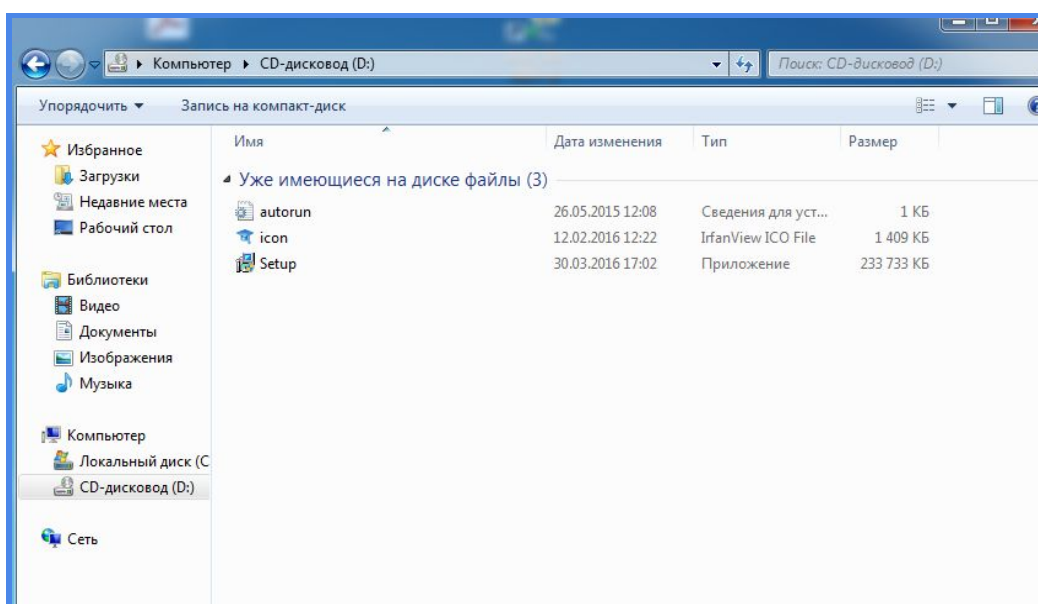 Компьютер ▸ CD-дисковод (D:)
Поиск: CD-дисковод (D:)
Упорядочить ▾ Запись на компакт-диск
Имя Дата изменения Тип Размер
Избранное
Загрузки
Недавние места
Рабочий стол
Библиотеки
Видео
Документы
Изображения
Музыка
Компьютер
Локальный диск (C
CD-дисковод (D:)
Сеть
Уже имеющиеся на диске файлы (3)
autorun 26.05.2015 12:08 Сведения для уст... 1 КБ
icon 12.02.2016 12:22 IrfanView ICO File 1 409 КБ
Setup 30.03.2016 17:02 Приложение 233 733 КБ